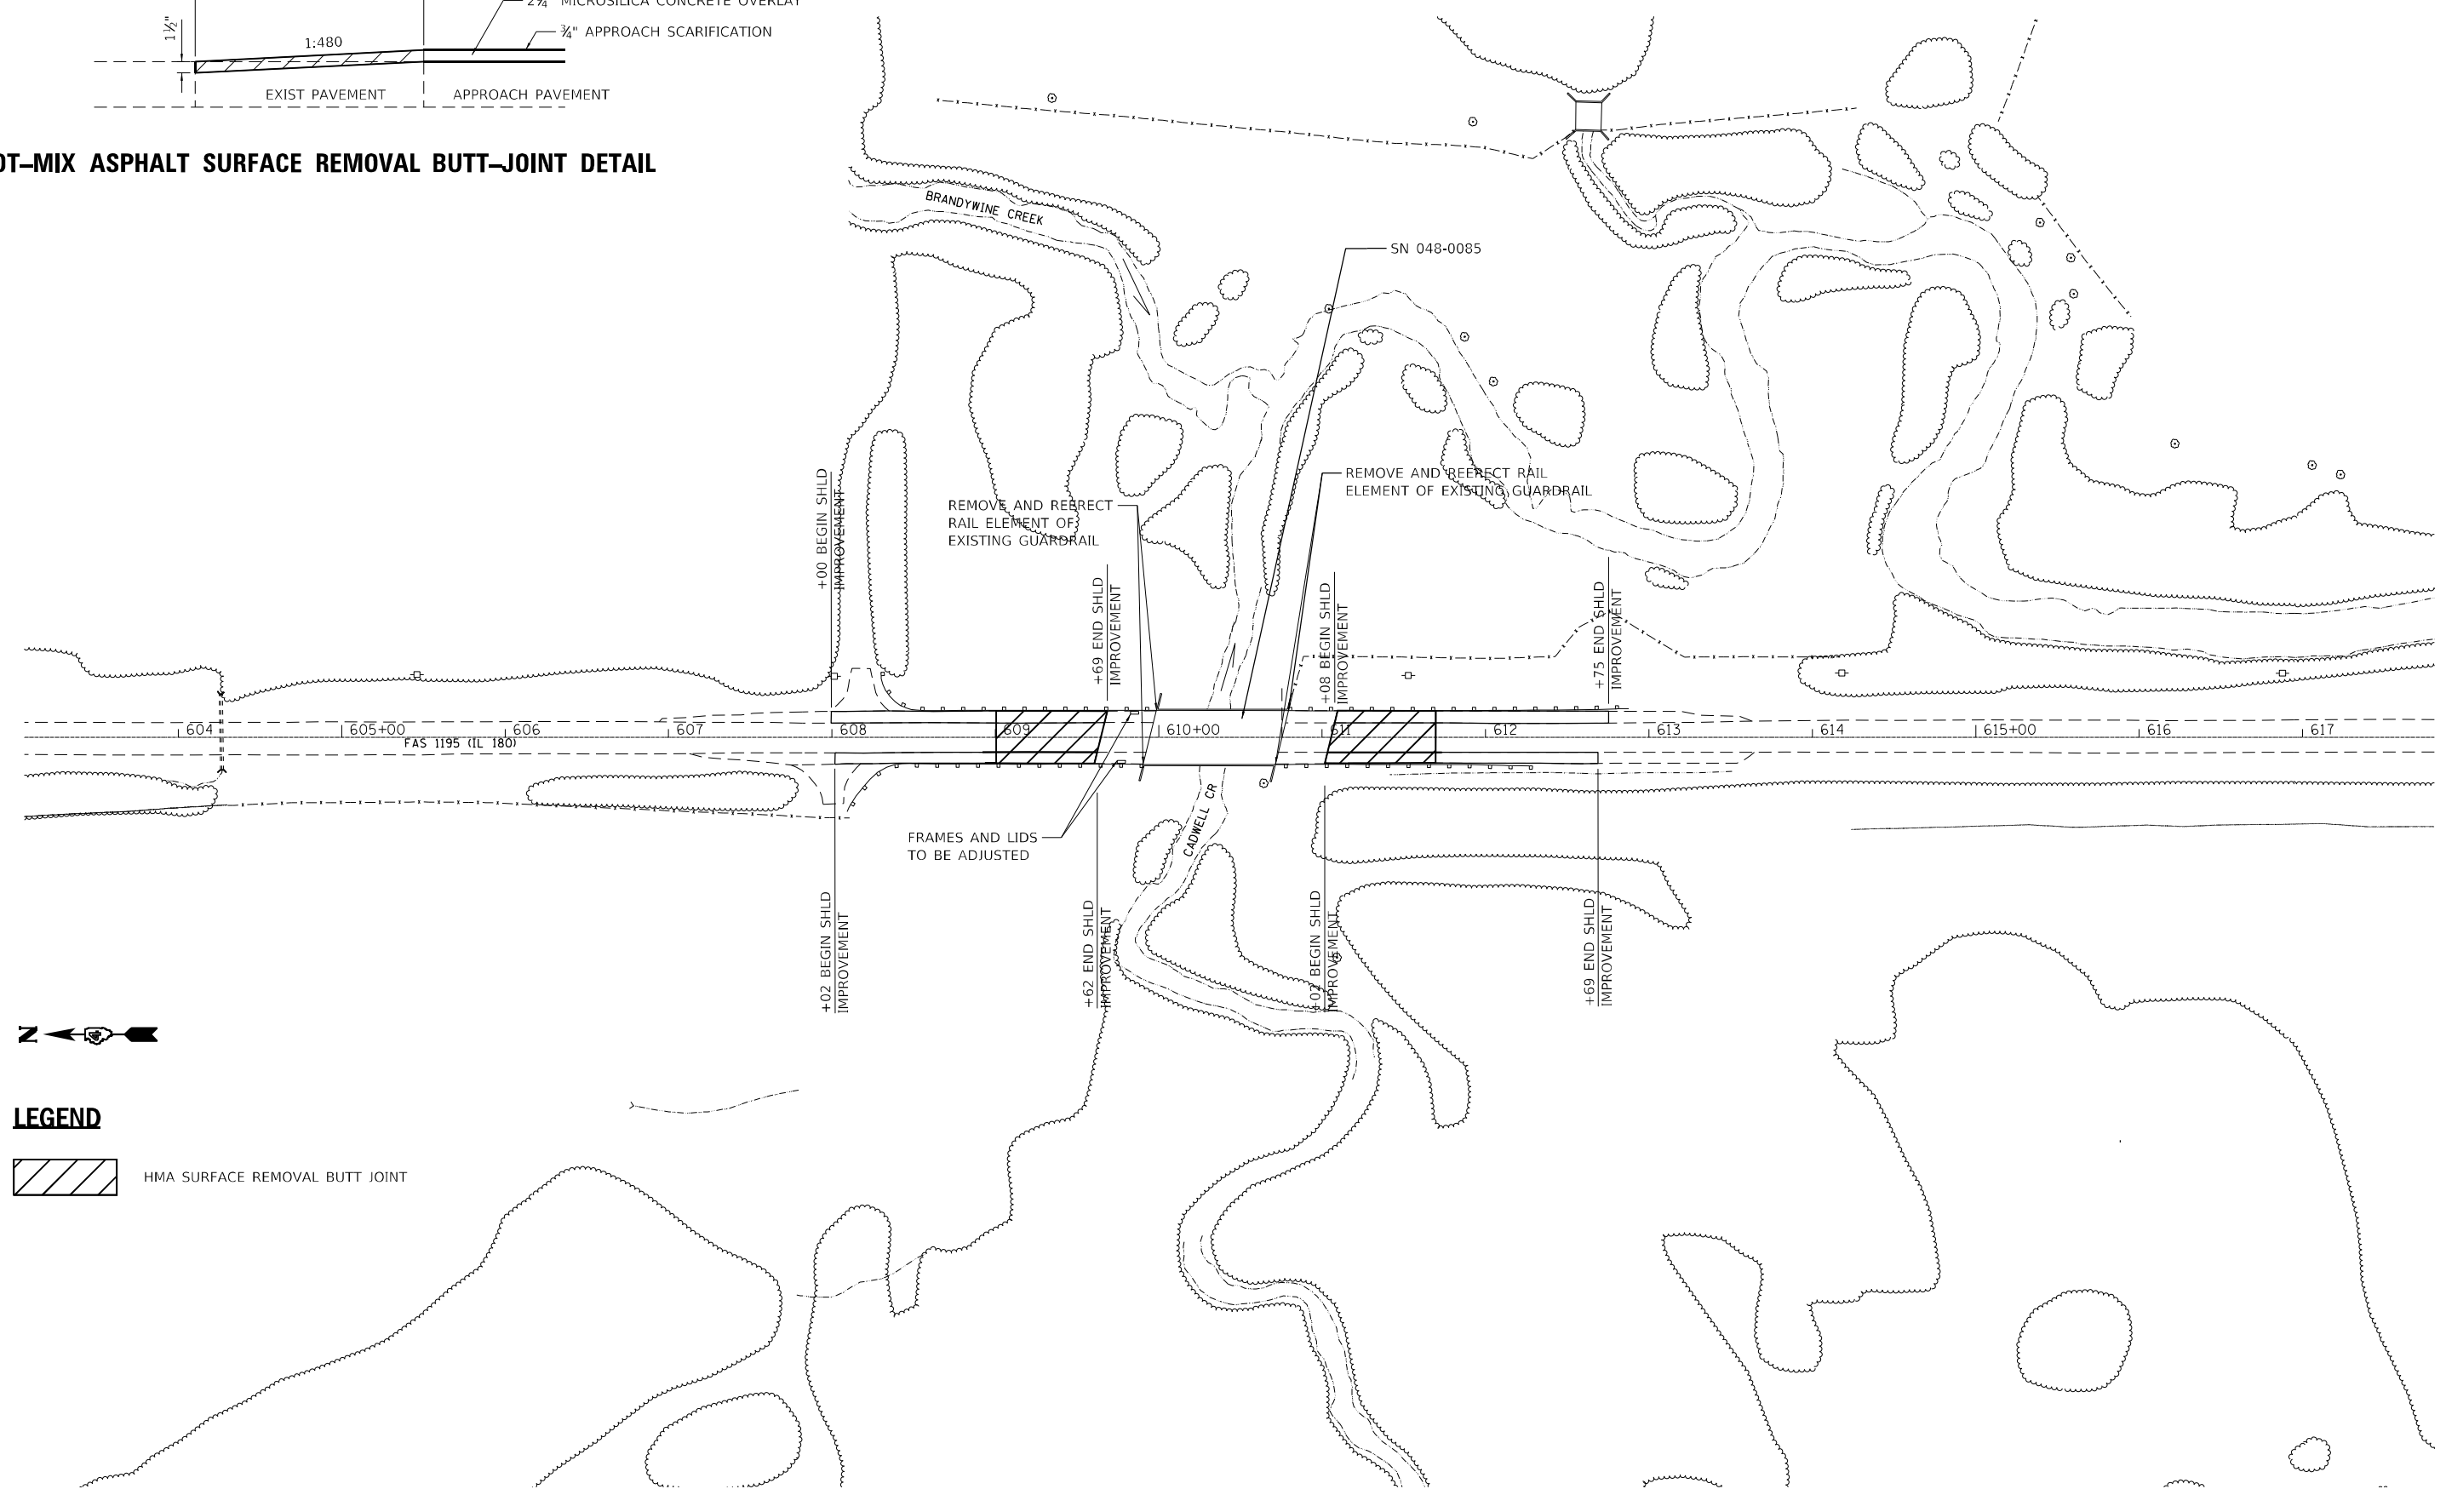 2¼" MICROSILICA CONCRETE OVERLAY
¾" APPROACH SCARIFICATION
1½"
1:480
EXIST PAVEMENT
APPROACH PAVEMENT
OT–MIX ASPHALT SURFACE REMOVAL BUTT–JOINT DETAIL
BRANDYWINE CREEK
SN 048-0085
REMOVE AND REERECT RAIL
ELEMENT OF EXISTING GUARDRAIL
REMOVE AND REERECT
RAIL ELEMENT OF
EXISTING GUARDRAIL
+00 BEGIN SHLD
IMPROVEMENT
+69 END SHLD
IMPROVEMENT
+08 BEGIN SHLD
IMPROVEMENT
+75 END SHLD
IMPROVEMENT
604 605+00 606 607 608 609 610+00 611 612 613 614 615+00 616 617
FAS 1195 (IL 180)
CADWELL CR
FRAMES AND LIDS
TO BE ADJUSTED
+02 BEGIN SHLD
IMPROVEMENT
+62 END SHLD
IMPROVEMENT
+02 BEGIN SHLD
IMPROVEMENT
+69 END SHLD
IMPROVEMENT
N
LEGEND
HMA SURFACE REMOVAL BUTT JOINT